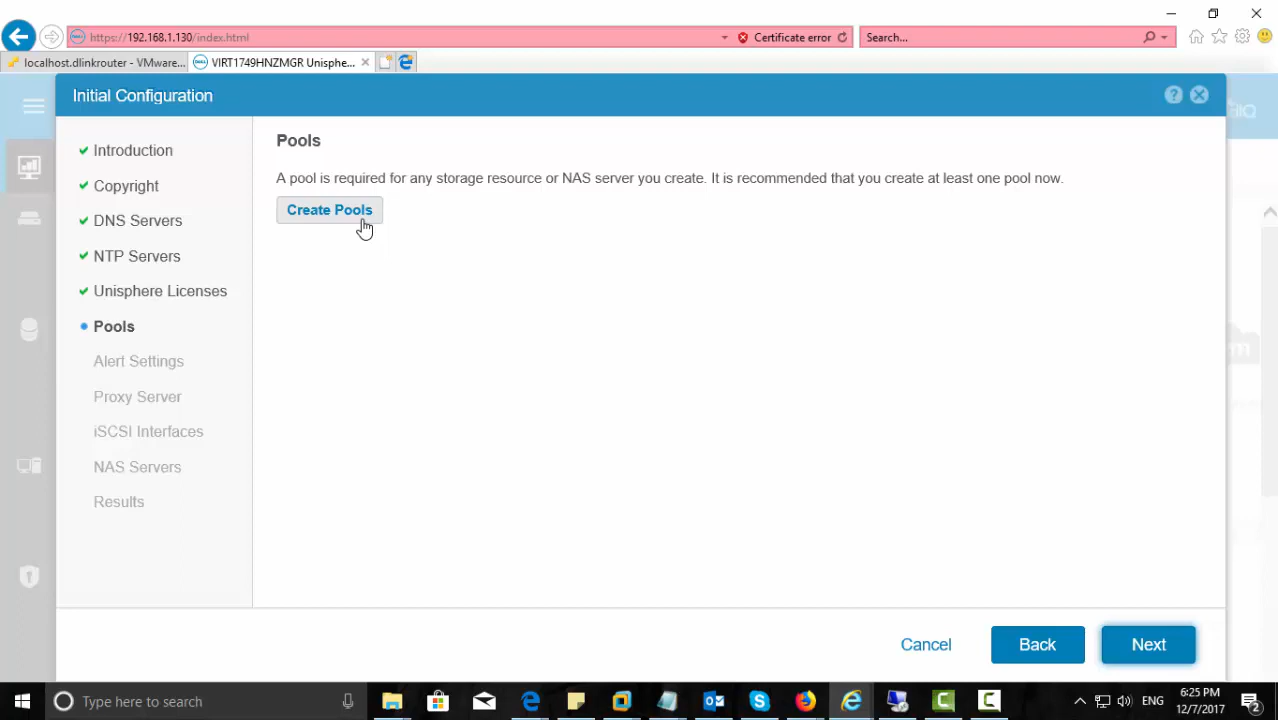 https://192.168.1.130/index.html
Certificate error
Search...
localhost.dlinkrouter - VMware...
VIRT1749HNZMGR Unisphe...
Initial Configuration
Introduction
Copyright
DNS Servers
NTP Servers
Unisphere Licenses
Pools
Alert Settings
Proxy Server
iSCSI Interfaces
NAS Servers
Results
Pools
A pool is required for any storage resource or NAS server you create. It is recommended that you create at least one pool now.
Create Pools
Cancel
Back
Next
Type here to search
ENG
6:25 PM
12/7/2017
2